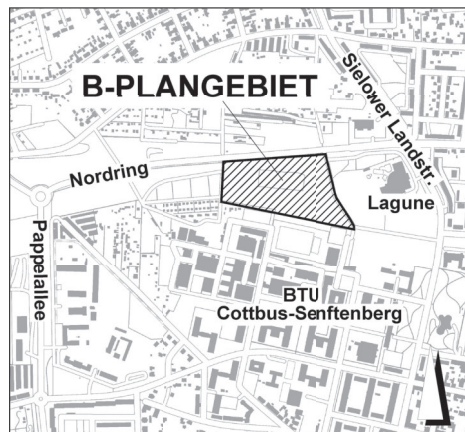 B-PLANGEBIET
Sielower Landstr.
Nordring
Lagune
Pappelallee
BTU
Cottbus-Senftenberg